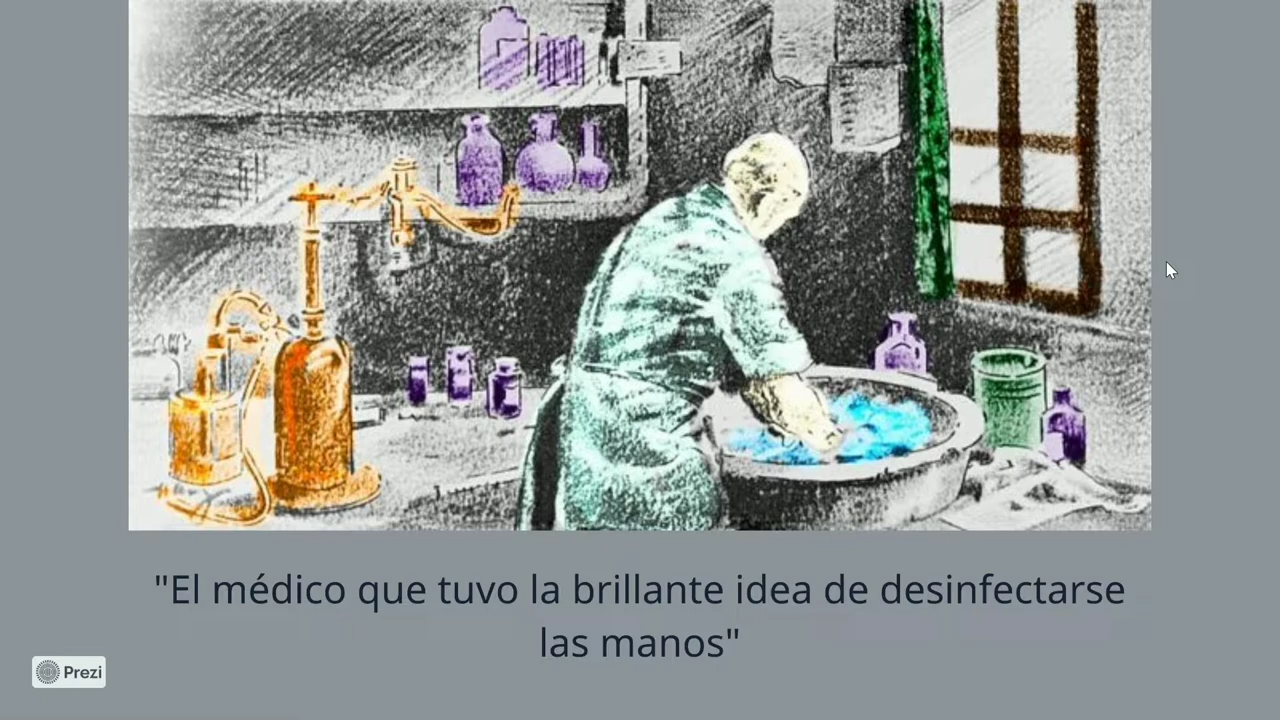 "El médico que tuvo la brillante idea de desinfectarse
las manos"
Prezi